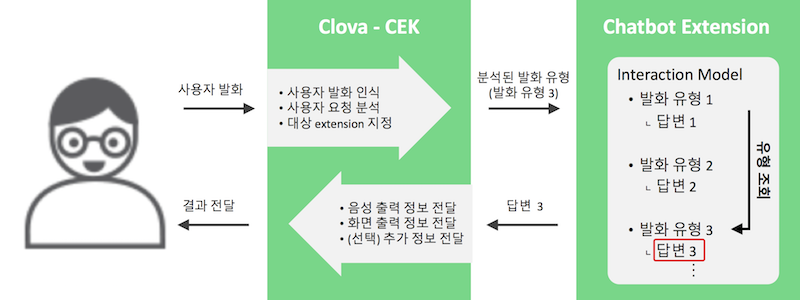 Clova - CEK
Chatbot Extension
사용자 발화
• 사용자 발화 인식
• 사용자 요청 분석
• 대상 extension 지정
분석된 발화 유형
(발화 유형 3)
Interaction Model
• 발화 유형 1
ㄴ 답변 1
• 발화 유형 2
ㄴ 답변 2
• 발화 유형 3
ㄴ 답변 3
⋮
유형 조회
답변 3
• 음성 출력 정보 전달
• 화면 출력 정보 전달
• (선택) 추가 정보 전달
결과 전달